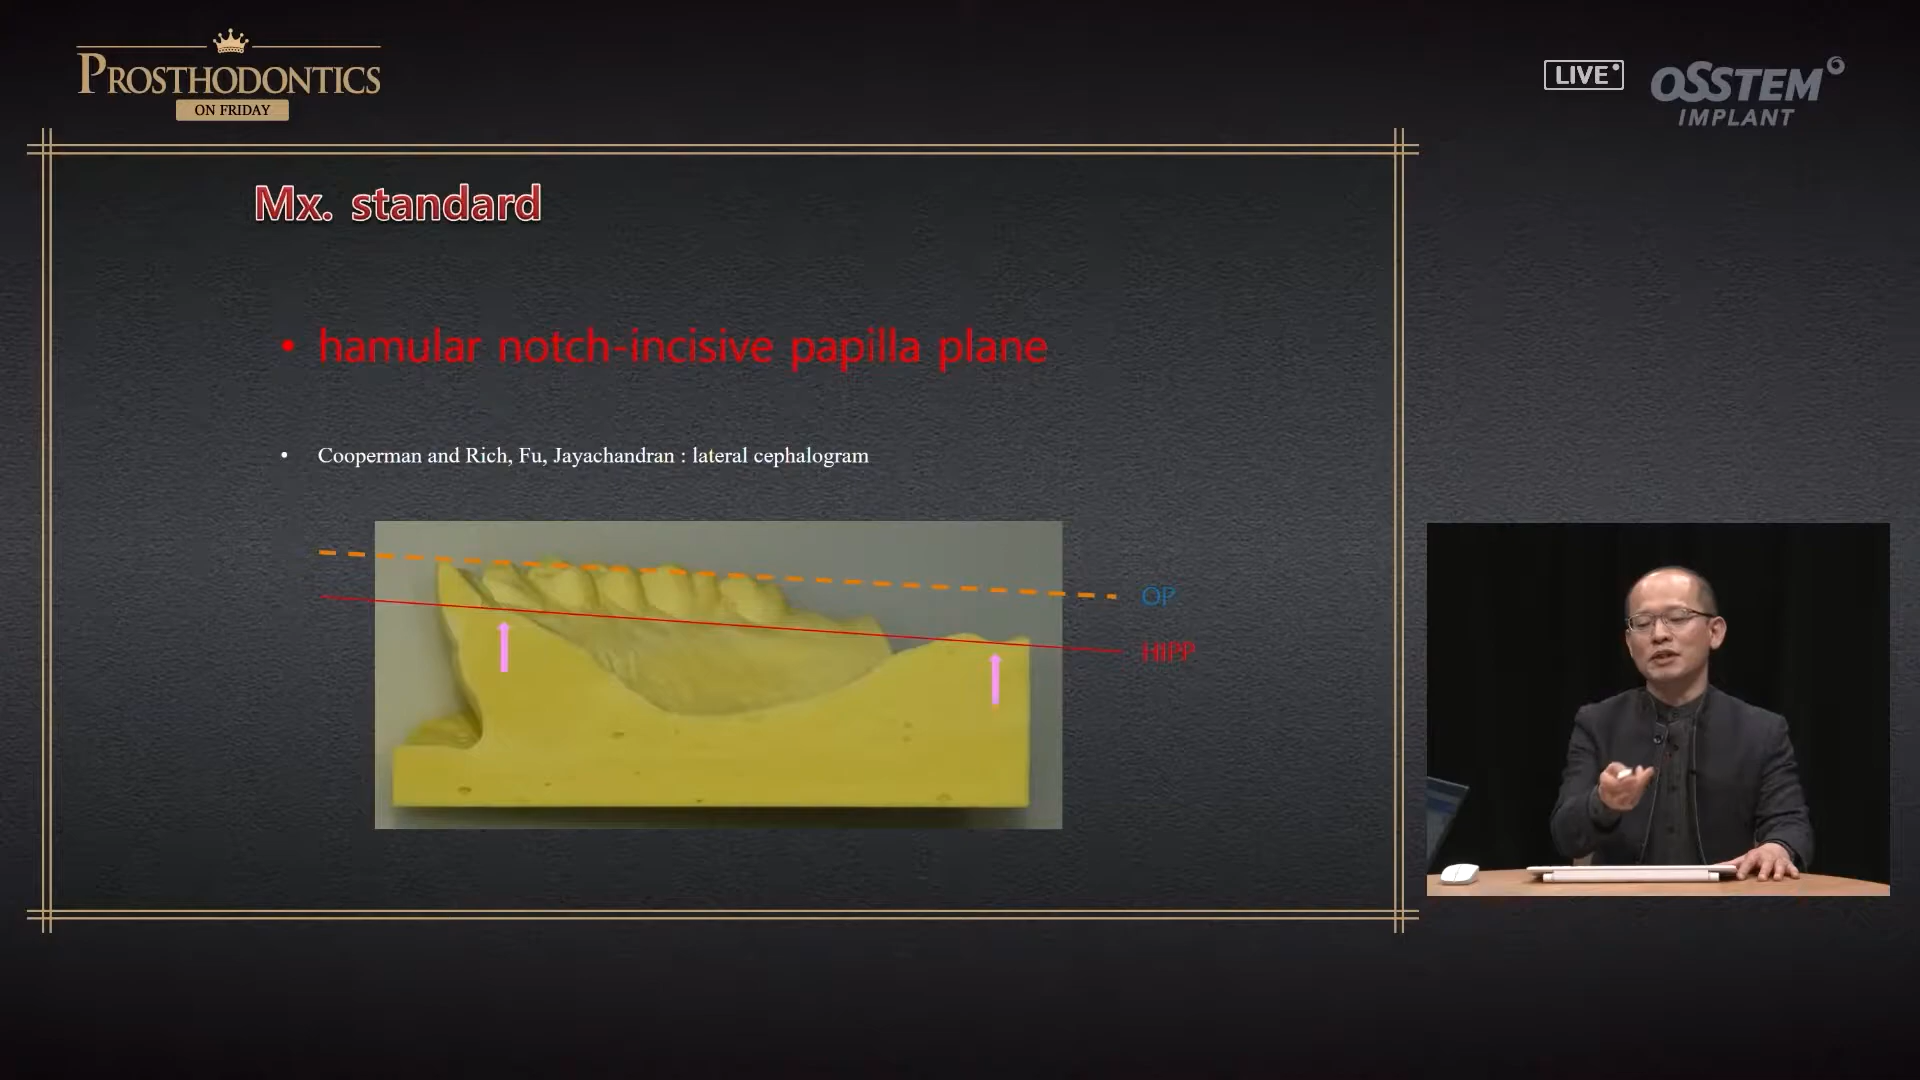 PROSTHODONTICS
ON FRIDAY
LIVE
OSSTEM
IMPLANT
Mx. standard
• hamular notch-incisive papilla plane
• Cooperman and Rich, Fu, Jayachandran : lateral cephalogram
OP
HIPP